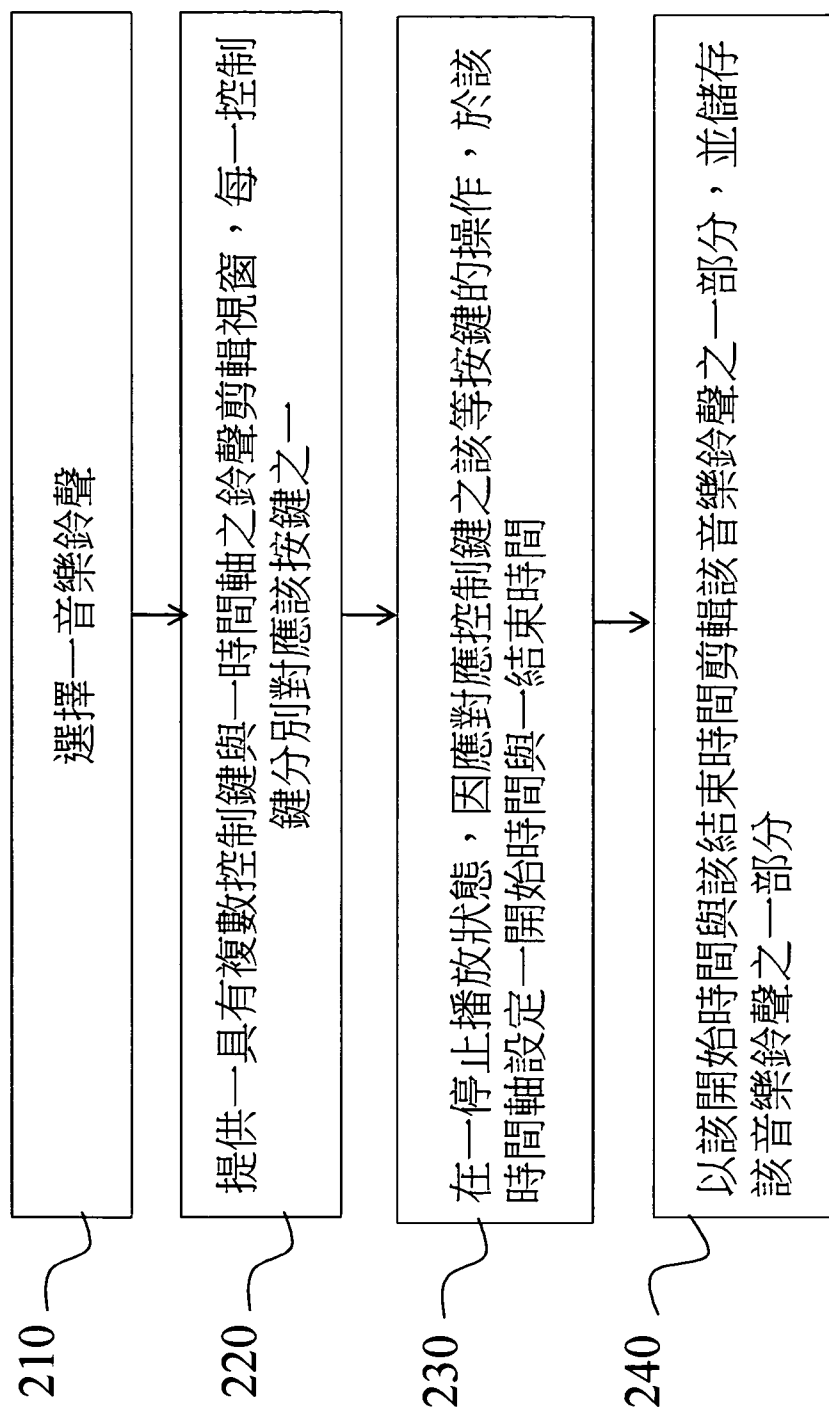 210
選擇一音樂鈴聲
220
提供一具有複數控制鍵與一時間軸之鈴聲剪輯視窗，每一控制
鍵分別對應該按鍵之一
230
在一停止播放狀態，因應對應控制鍵之該等按鍵的操作，於該
時間軸設定一開始時間與一結束時間
240
以該開始時間與該結束時間剪輯該音樂鈴聲之一部分，並儲存
該音樂鈴聲之一部分